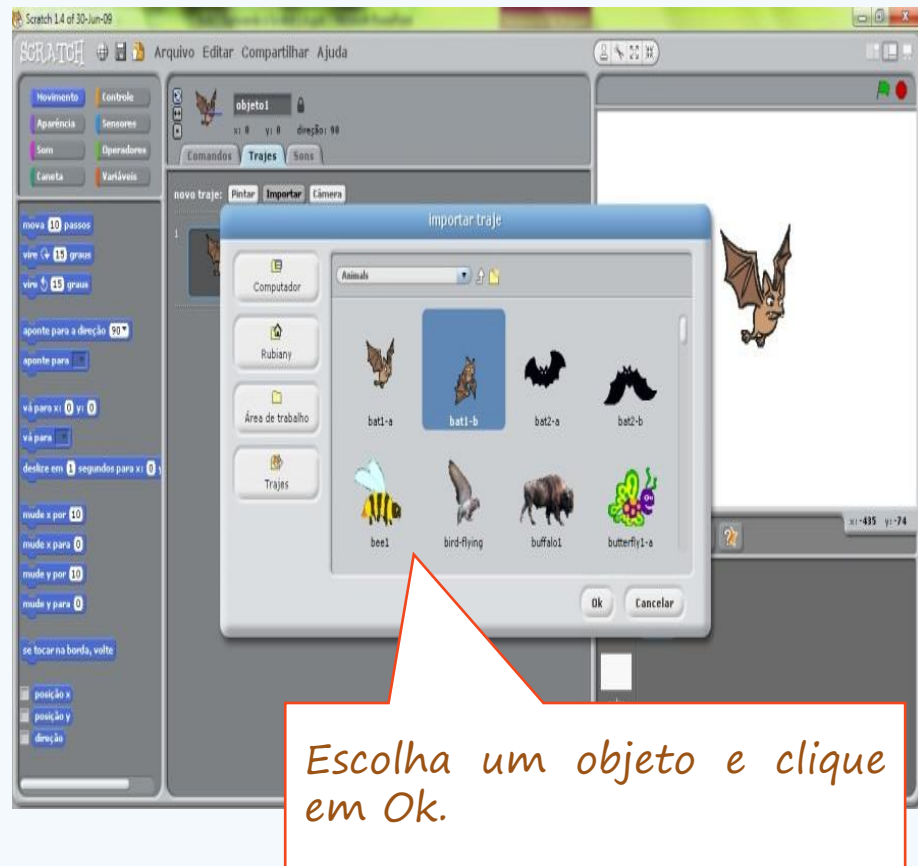 Scratch 1.4 of 30-Jun-09
SCRATCH Arquivo Editar Compartilhar Ajuda
Movimento Controle
Aparência Sensores
Som Operadores
Caneta Variáveis
objeto1
x: 0 y: 0 direção: 90
Comandos Trajes Sons
novo traje: Pintar Importar Câmera
1
mova 10 passos
vire 15 graus
vire 15 graus
aponte para a direção 90
aponte para
vá para x: 0 y: 0
vá para
deslize em 1 segundos para x: 0 y
mude x por 10
mude x para 0
mude y por 10
mude y para 0
se tocar na borda, volte
posição x
posição y
direção
importar traje
Computador
Rubiany
Área de trabalho
Trajes
Animals
bat1-a bat1-b bat2-a bat2-b
bee1 bird-flying buffalo1 butterfly1-a
Ok Cancelar
x: -435 y: -74
Escolha um objeto e clique
em Ok.